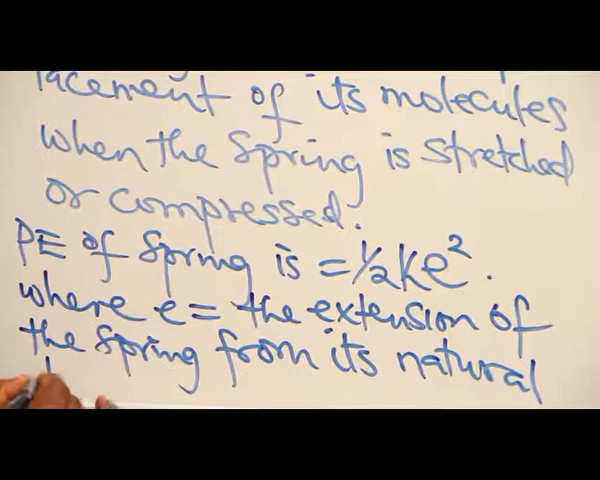 lacement of its molecules
when the spring is stretched
or compressed.
PE of spring is = ½ke².
where e = the extension of
the spring from its natural